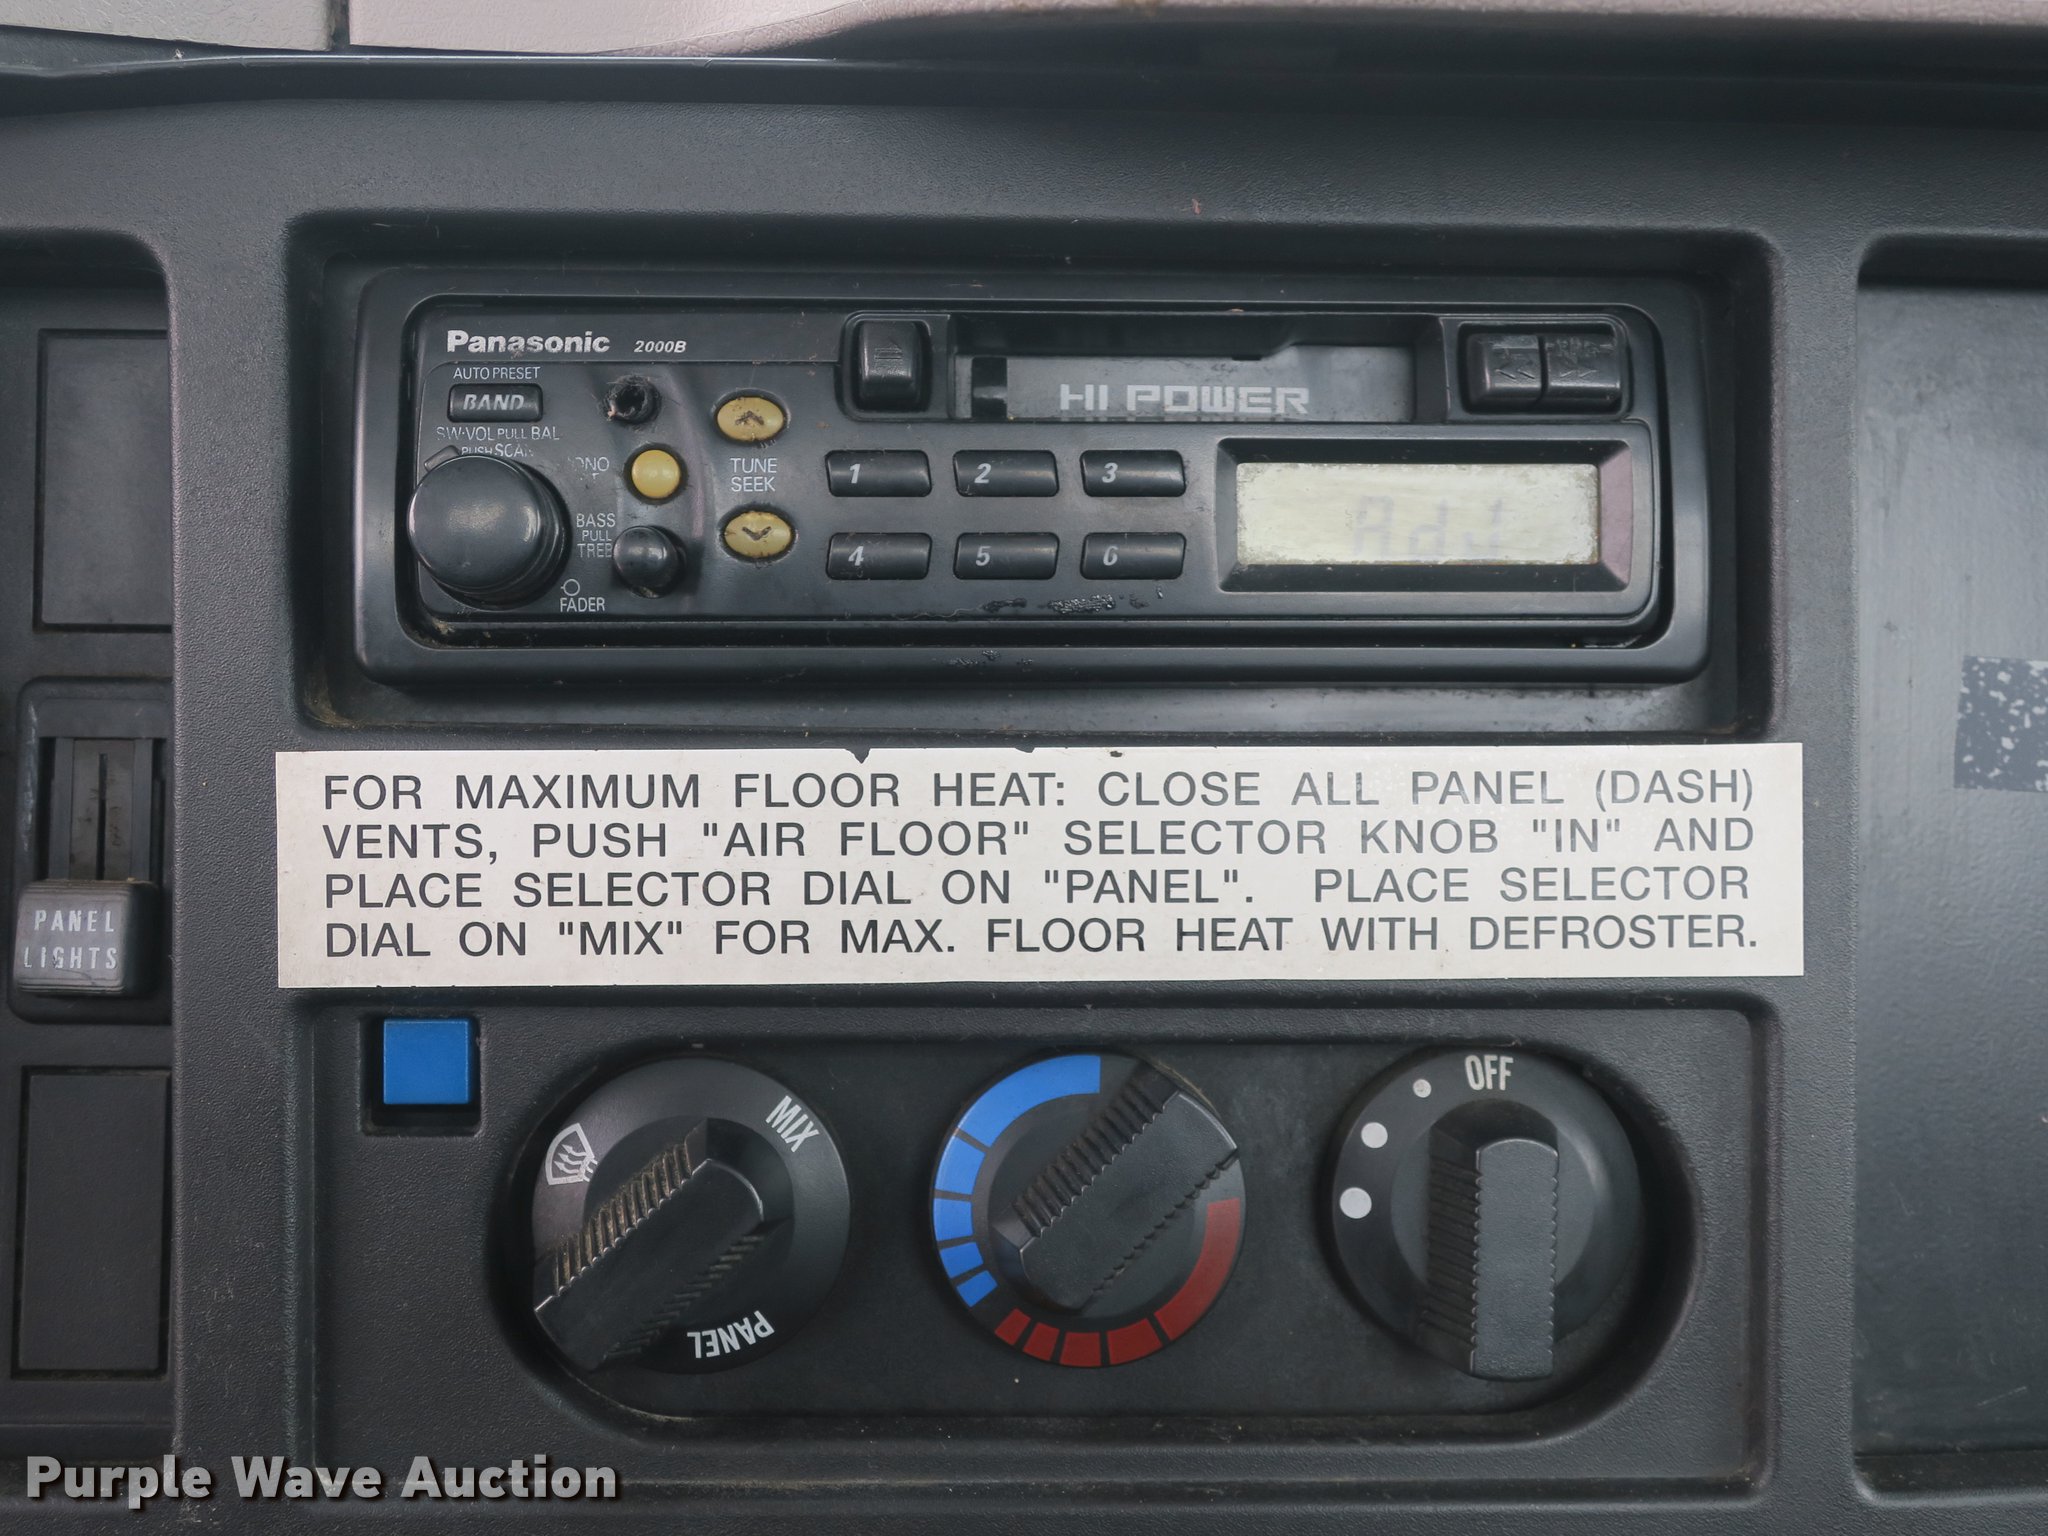 Panasonic 2000B
AUTO PRESET
BAND
SW·VOL PULL BAL
PUSH SCAN
TUNE
SEEK
BASS
PULL
TREB
FADER
1 2 3
4 5 6
HI POWER
Adj
FOR MAXIMUM FLOOR HEAT: CLOSE ALL PANEL (DASH)
VENTS, PUSH "AIR FLOOR" SELECTOR KNOB "IN" AND
PLACE SELECTOR DIAL ON "PANEL". PLACE SELECTOR
DIAL ON "MIX" FOR MAX. FLOOR HEAT WITH DEFROSTER.
PANEL
LIGHTS
MIX
PANEL
OFF
Purple Wave Auction